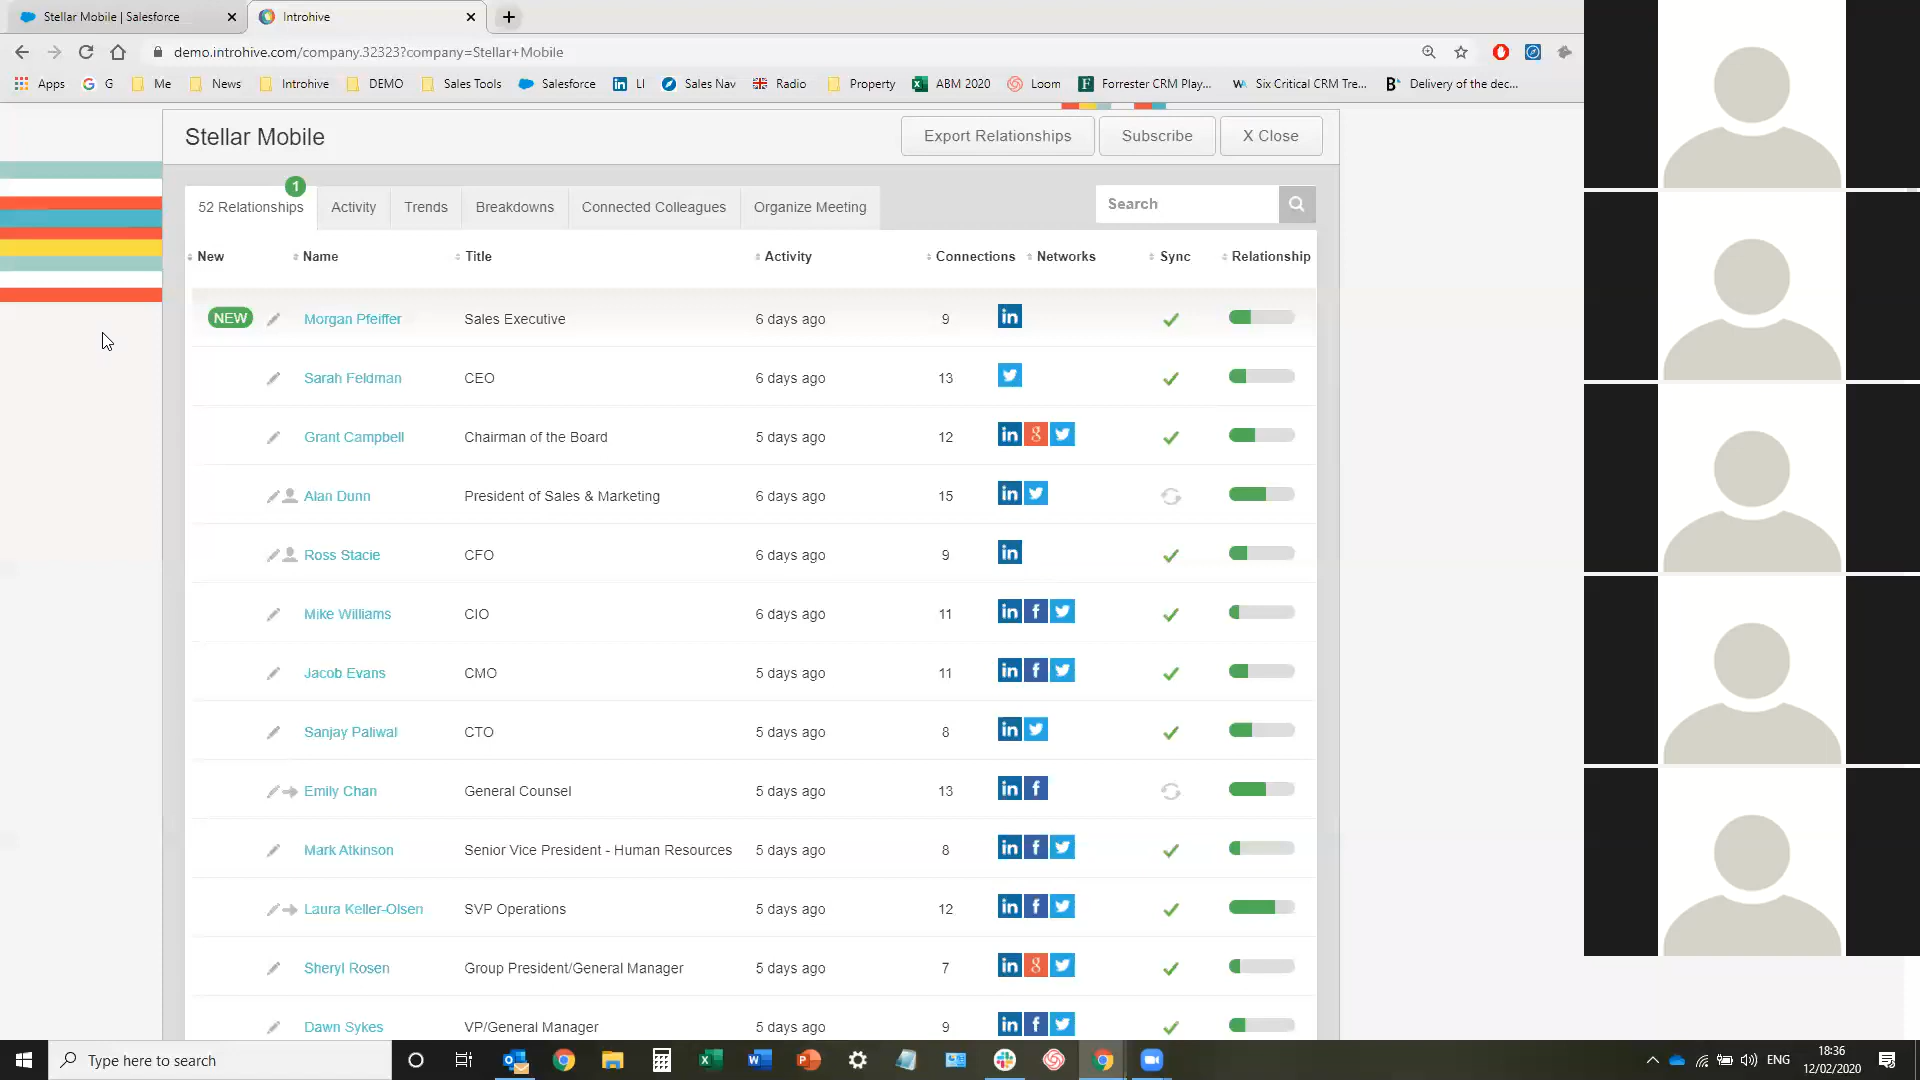 Stellar Mobile | Salesforce
Introhive
demo.introhive.com/company.32323?company=Stellar+Mobile
Apps G Me News Introhive DEMO Sales Tools Salesforce LI Sales Nav Radio Property ABM 2020 Loom Forrester CRM Play... Six Critical CRM Tre... Delivery of the dec...
Stellar Mobile
Export Relationships Subscribe X Close
1
52 Relationships Activity Trends Breakdowns Connected Colleagues Organize Meeting Search
New Name Title Activity Connections Networks Sync Relationship
NEW Morgan Pfeiffer Sales Executive 6 days ago 9
Sarah Feldman CEO 6 days ago 13
Grant Campbell Chairman of the Board 5 days ago 12
Alan Dunn President of Sales & Marketing 6 days ago 15
Ross Stacie CFO 6 days ago 9
Mike Williams CIO 6 days ago 11
Jacob Evans CMO 5 days ago 11
Sanjay Paliwal CTO 5 days ago 8
Emily Chan General Counsel 5 days ago 13
Mark Atkinson Senior Vice President - Human Resources 5 days ago 8
Laura Keller-Olsen SVP Operations 5 days ago 12
Sheryl Rosen Group President/General Manager 5 days ago 7
Dawn Sykes VP/General Manager 5 days ago 9
Type here to search
ENG
18:36
12/02/2020